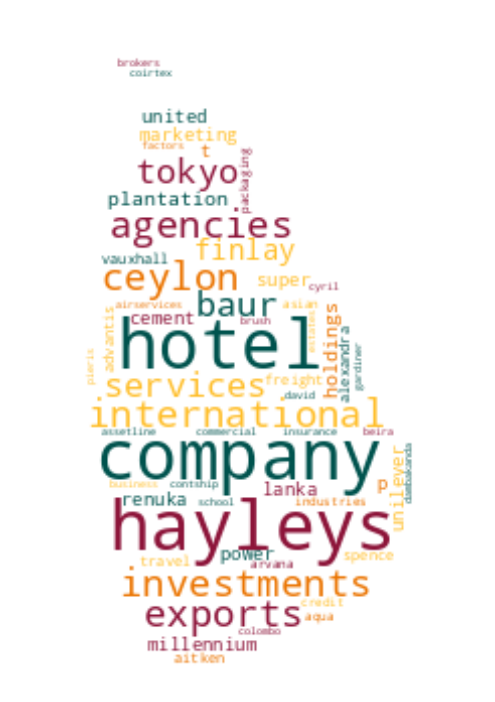 brokers
coirtex
united
marketing
factors
t
tokyo
packaging
plantation
agencies
finlay
vauxhall
ceylon
super
cyril
baur
airservices
asian
advantis
cement
brush
holdings
hotel
estates
alexandra
gardiner
pieris
services
freight
david
international
assetline
commercial
insurance
beira
company
unilever
dambakanda
business
contship
lanka
p
renuka
school
industries
hayleys
power
spence
travel
arvana
investments
credit
exports
aqua
colombo
millennium
aitken